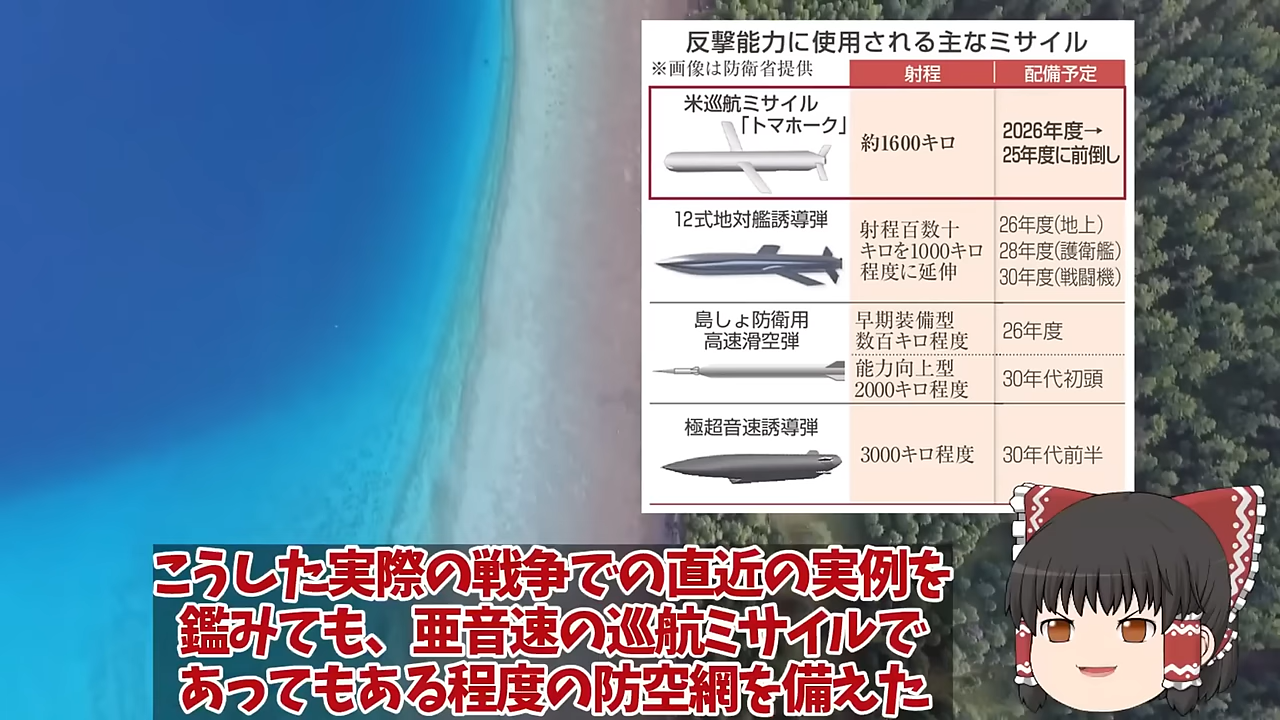 反撃能力に使用される主なミサイル
※画像は防衛省提供
射程
配備予定
米巡航ミサイル
「トマホーク」
約1600キロ
2026年度→
25年度に前倒し
12式地対艦誘導弾
射程百数十
キロを1000キロ
程度に延伸
26年度(地上)
28年度(護衛艦)
30年度(戦闘機)
島しょ防衛用
高速滑空弾
早期装備型
数百キロ程度
26年度
能力向上型
2000キロ程度
30年代初頭
極超音速誘導弾
3000キロ程度
30年代前半
こうした実際の戦争での直近の実例を
鑑みても、亜音速の巡航ミサイルで
あってもある程度の防空網を備えた